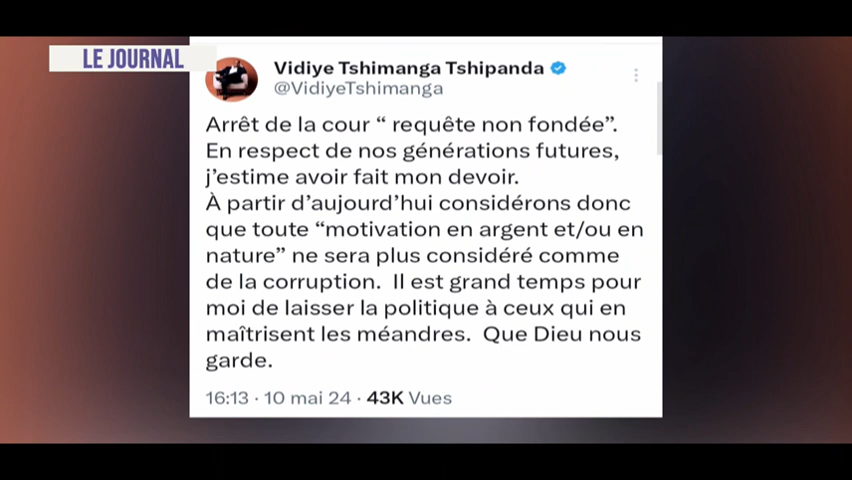 LE JOURNAL
Vidiye Tshimanga Tshipanda
@VidiyeTshimanga
Arrêt de la cour “ requête non fondée”.
En respect de nos générations futures,
j’estime avoir fait mon devoir.
À partir d’aujourd’hui considérons donc
que toute “motivation en argent et/ou en
nature” ne sera plus considéré comme
de la corruption.  Il est grand temps pour
moi de laisser la politique à ceux qui en
maîtrisent les méandres.  Que Dieu nous
garde.
16:13 · 10 mai 24 · 43K Vues